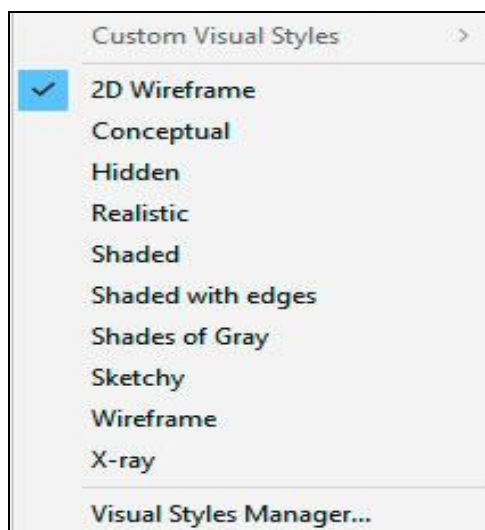 Custom Visual Styles
2D Wireframe
Conceptual
Hidden
Realistic
Shaded
Shaded with edges
Shades of Gray
Sketchy
Wireframe
X-ray
Visual Styles Manager...